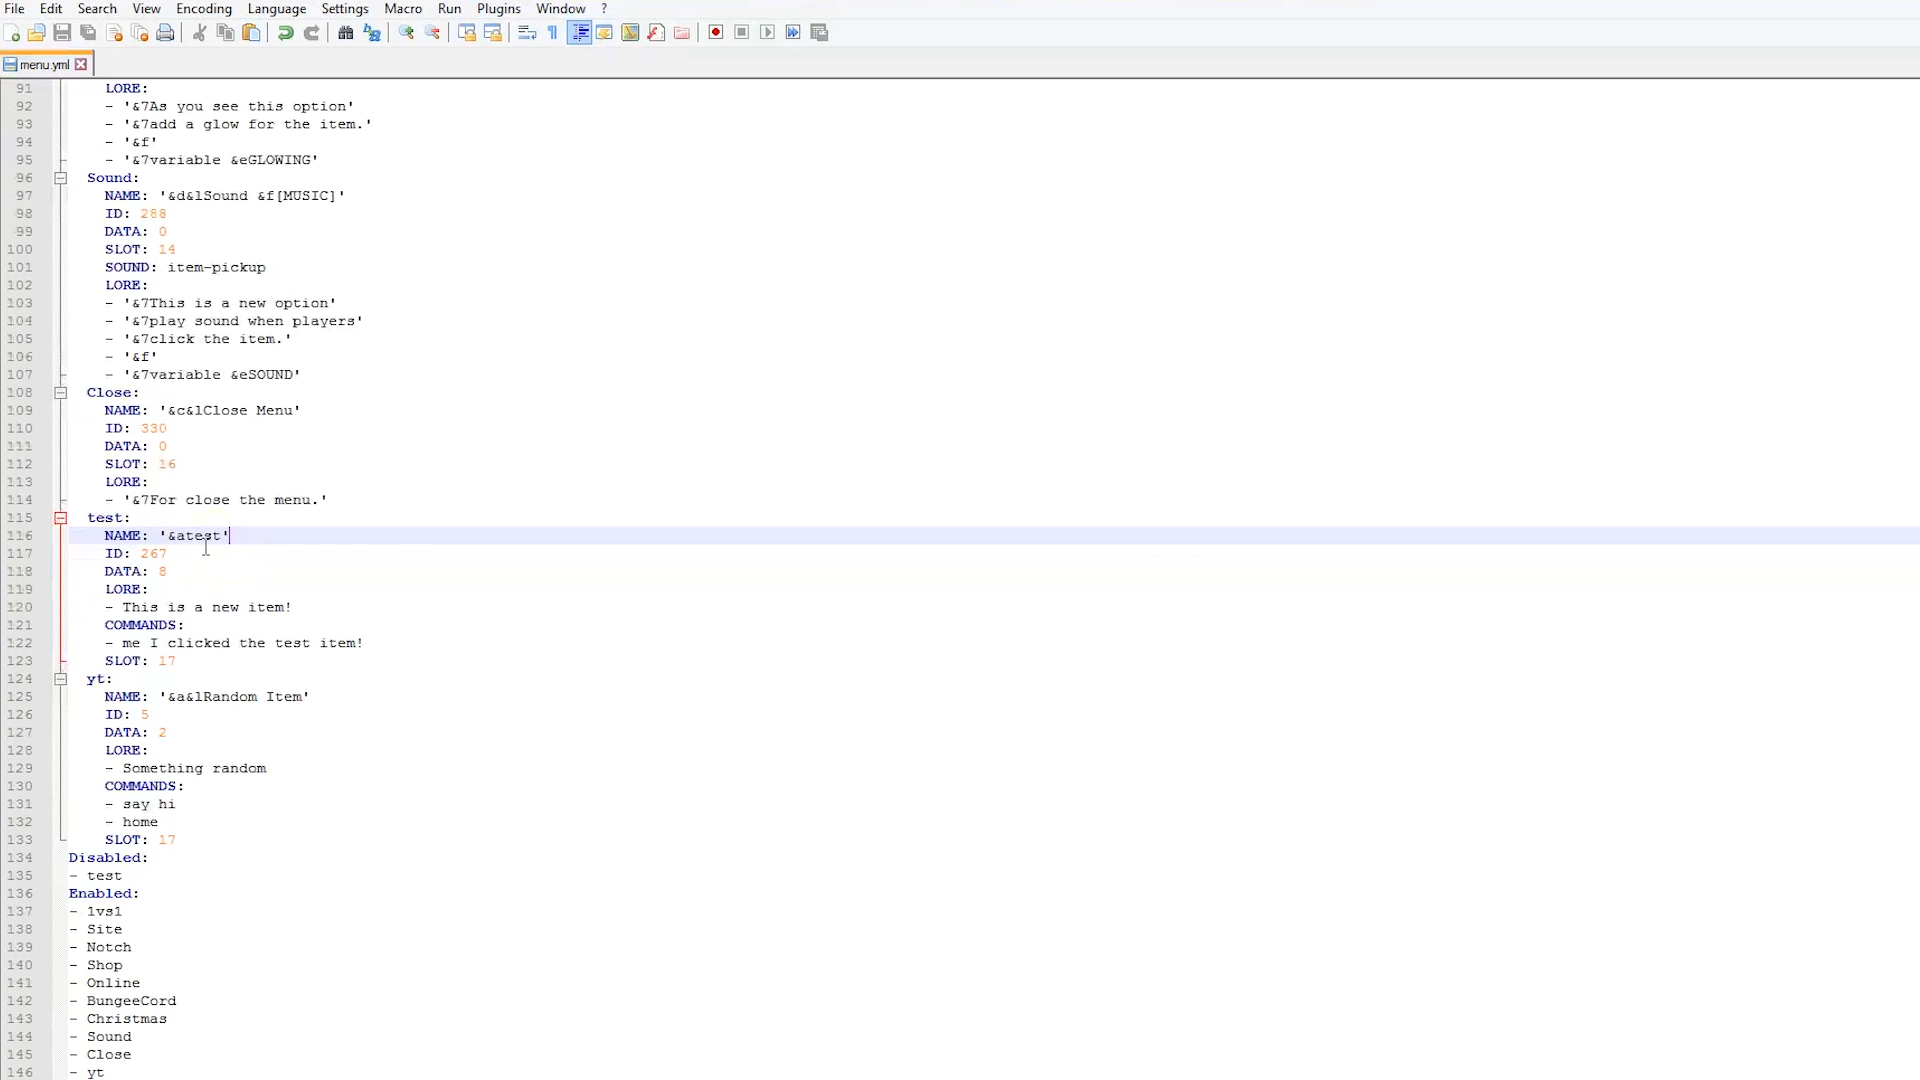 File Edit Search View Encoding Language Settings Macro Run Plugins Window ?
menu.yml
91 LORE:
92 - '&7As you see this option'
93 - '&7add a glow for the item.'
94 - '&f'
95 - '&7variable &eGLOWING'
96 Sound:
97 NAME: '&d&lSound &f[MUSIC]'
98 ID: 288
99 DATA: 0
100 SLOT: 14
101 SOUND: item-pickup
102 LORE:
103 - '&7This is a new option'
104 - '&7play sound when players'
105 - '&7click the item.'
106 - '&f'
107 - '&7variable &eSOUND'
108 Close:
109 NAME: '&c&lClose Menu'
110 ID: 330
111 DATA: 0
112 SLOT: 16
113 LORE:
114 - '&7For close the menu.'
115 test:
116 NAME: '&atest'
117 ID: 267
118 DATA: 8
119 LORE:
120 - This is a new item!
121 COMMANDS:
122 - me I clicked the test item!
123 SLOT: 17
124 yt:
125 NAME: '&a&lRandom Item'
126 ID: 5
127 DATA: 2
128 LORE:
129 - Something random
130 COMMANDS:
131 - say hi
132 - home
133 SLOT: 17
134 Disabled:
135 - test
136 Enabled:
137 - 1vs1
138 - Site
139 - Notch
140 - Shop
141 - Online
142 - BungeeCord
143 - Christmas
144 - Sound
145 - Close
146 - yt